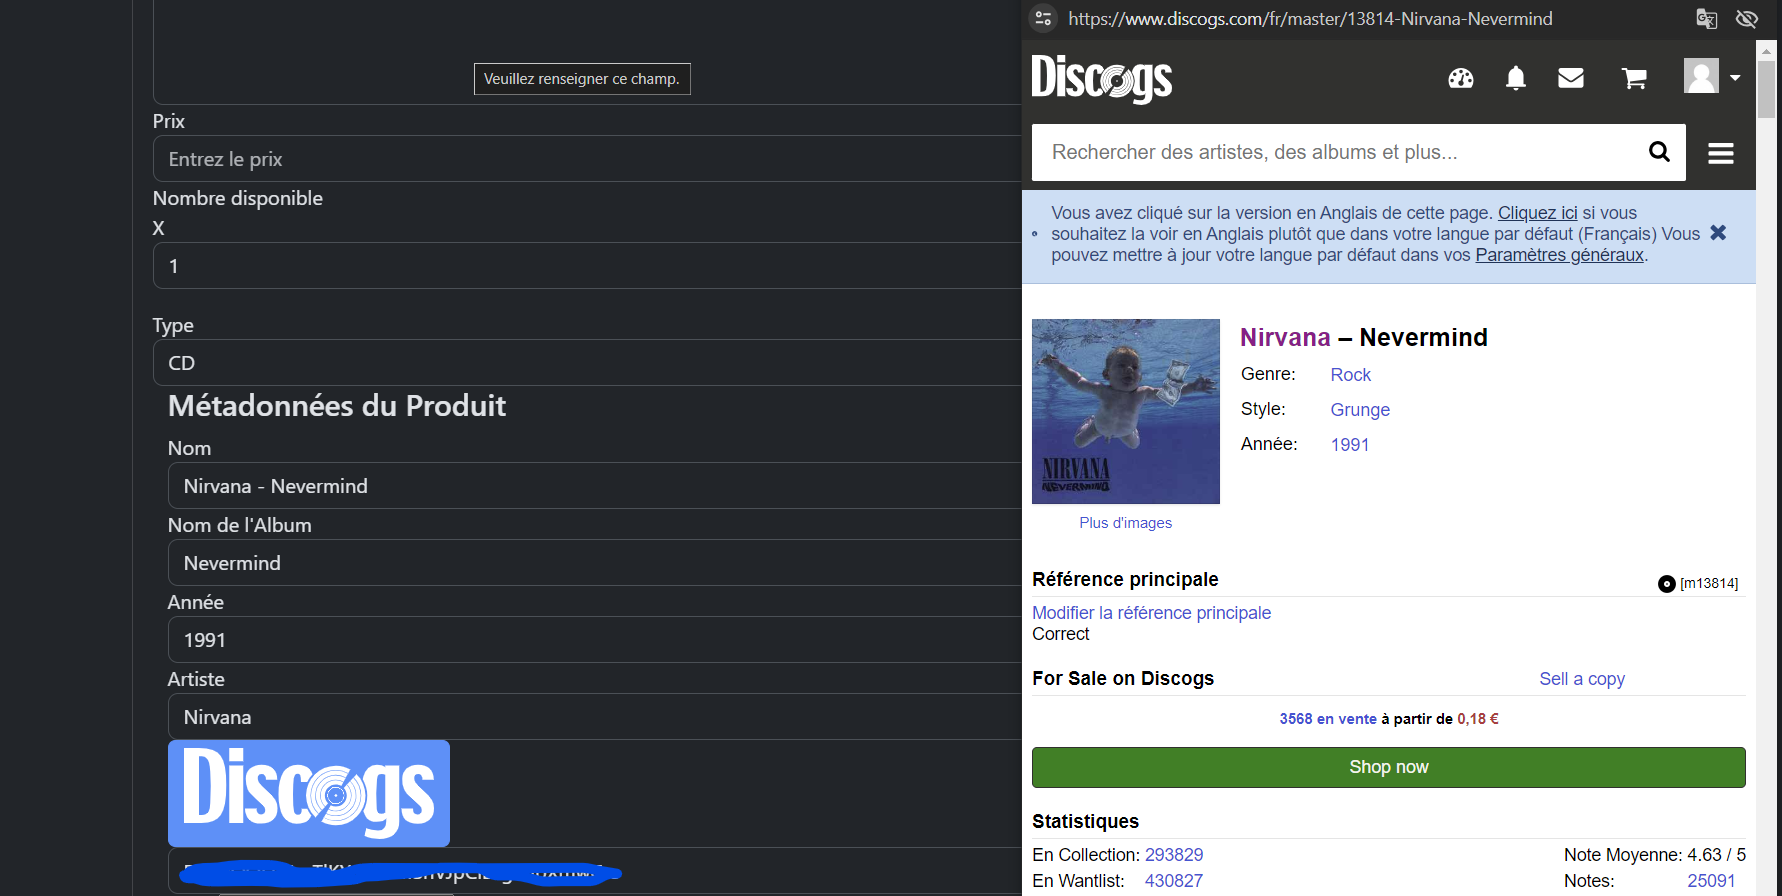 Veuillez renseigner ce champ.
Prix
Entrez le prix
Nombre disponible
X
1
Type
CD
Métadonnées du Produit
Nom
Nirvana - Nevermind
Nom de l'Album
Nevermind
Année
1991
Artiste
Nirvana
Discogs
https://www.discogs.com/fr/master/13814-Nirvana-Nevermind
Discogs
Rechercher des artistes, des albums et plus...
Vous avez cliqué sur la version en Anglais de cette page. Cliquez ici si vous
souhaitez la voir en Anglais plutôt que dans votre langue par défaut (Français) Vous
pouvez mettre à jour votre langue par défaut dans vos Paramètres généraux.
NIRVANA
NEVERMIND
Nirvana – Nevermind
Genre: Rock
Style: Grunge
Année: 1991
Plus d'images
Référence principale [m13814]
Modifier la référence principale
Correct
For Sale on Discogs Sell a copy
3568 en vente à partir de 0,18 €
Shop now
Statistiques
En Collection: 293829 Note Moyenne: 4.63 / 5
En Wantlist: 430827 Notes: 25091